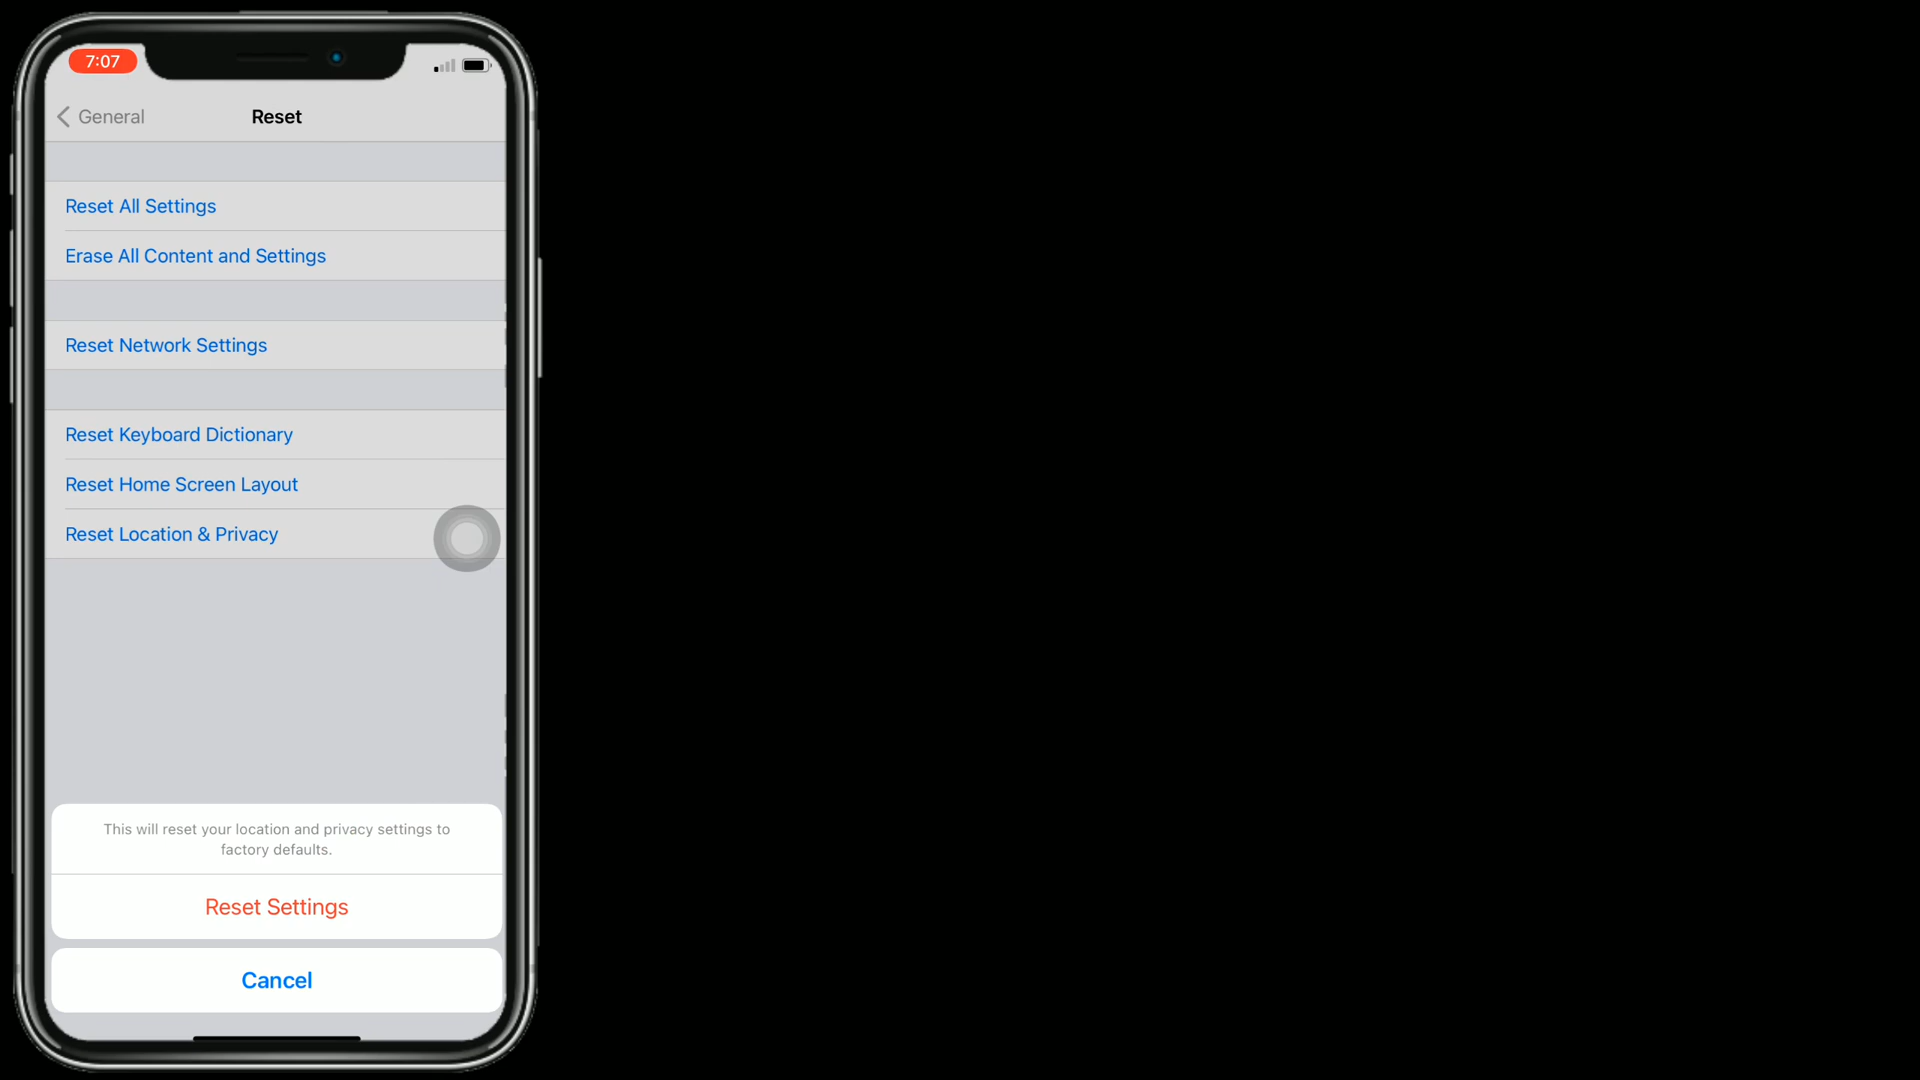 7:07
General
Reset
Reset All Settings
Erase All Content and Settings
Reset Network Settings
Reset Keyboard Dictionary
Reset Home Screen Layout
Reset Location & Privacy
This will reset your location and privacy settings to
factory defaults.
Reset Settings
Cancel